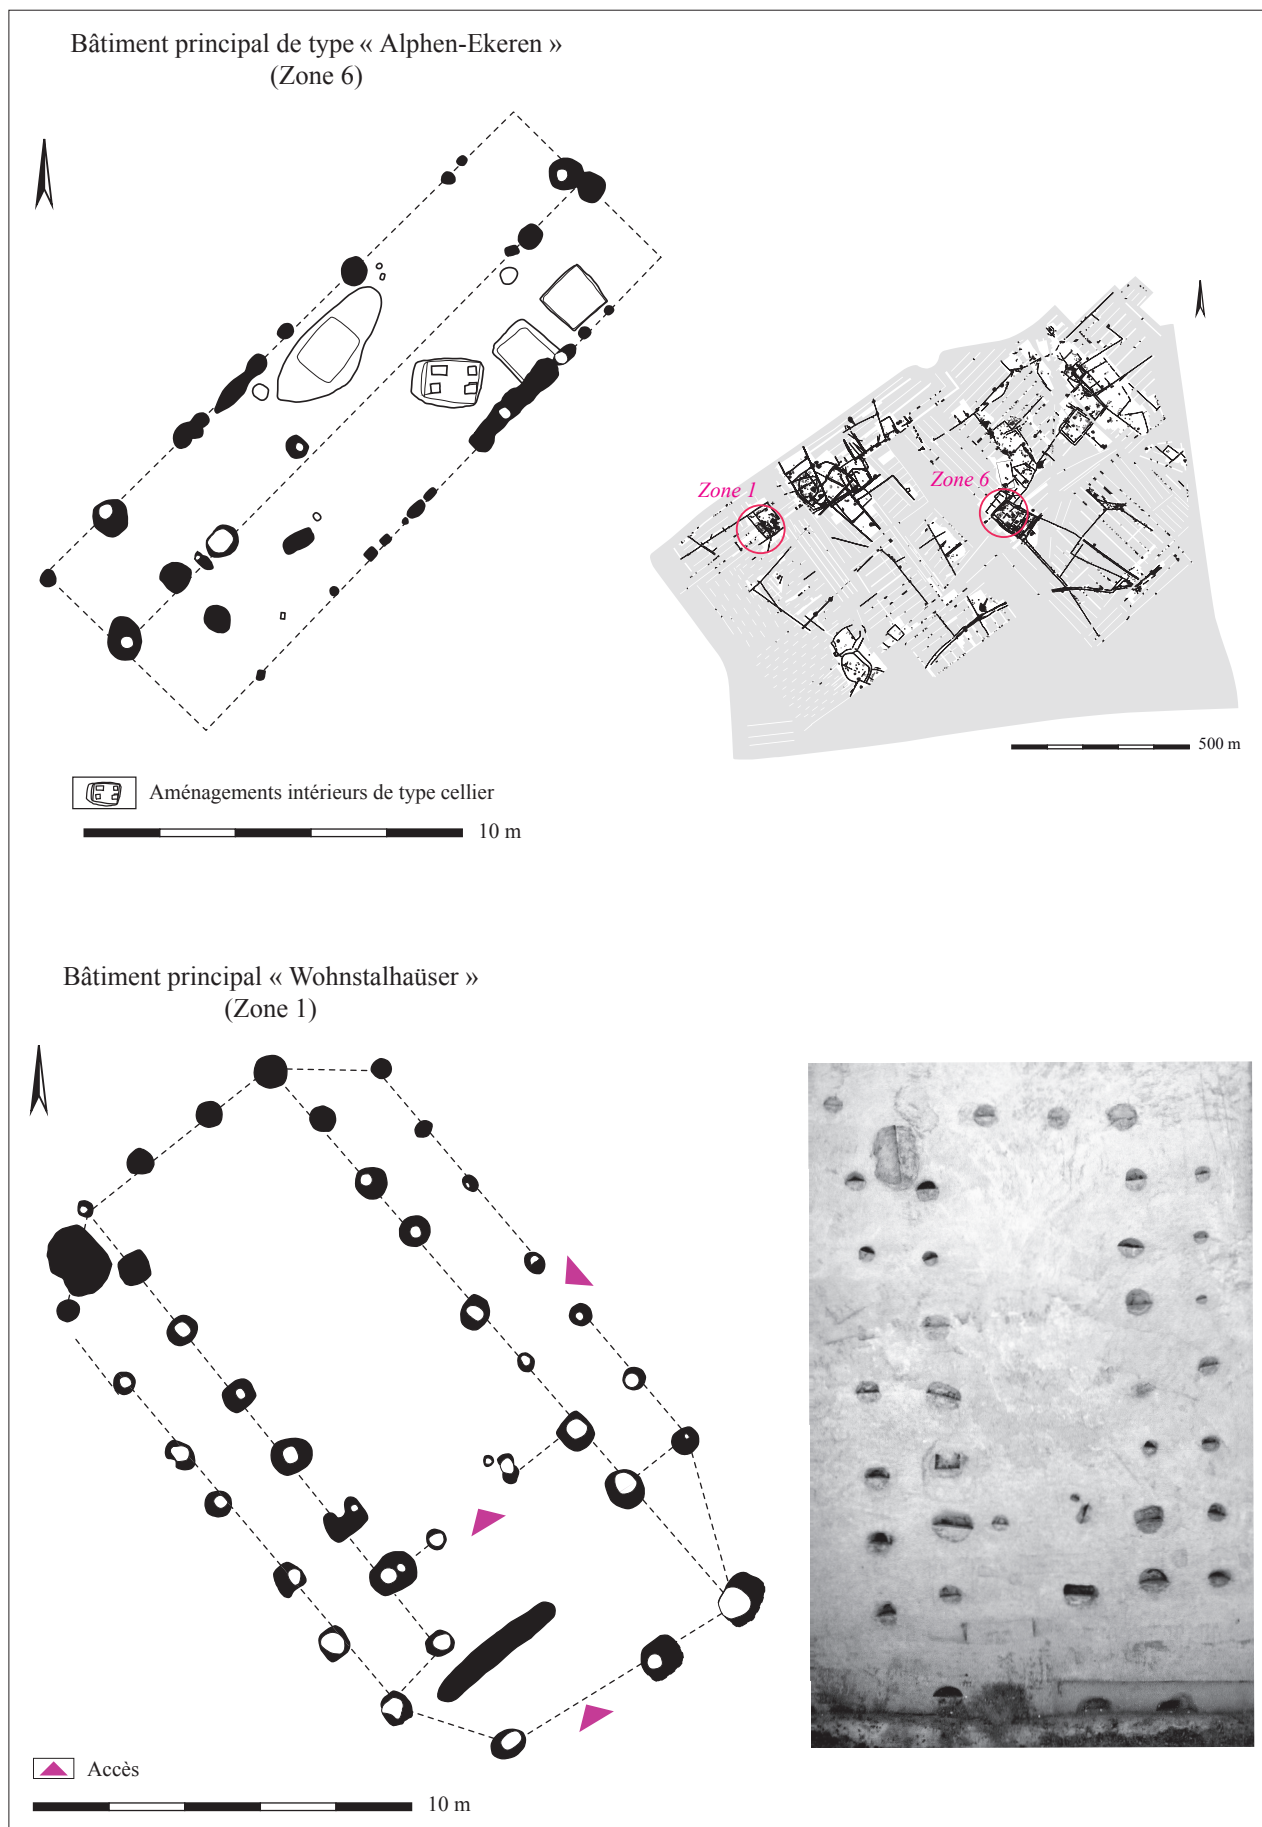 Bâtiment principal de type « Alphen-Ekeren »
(Zone 6)
Zone 1
Zone 6
500 m
Aménagements intérieurs de type cellier
10 m
Bâtiment principal « Wohnstalhaüser »
(Zone 1)
Accès
10 m